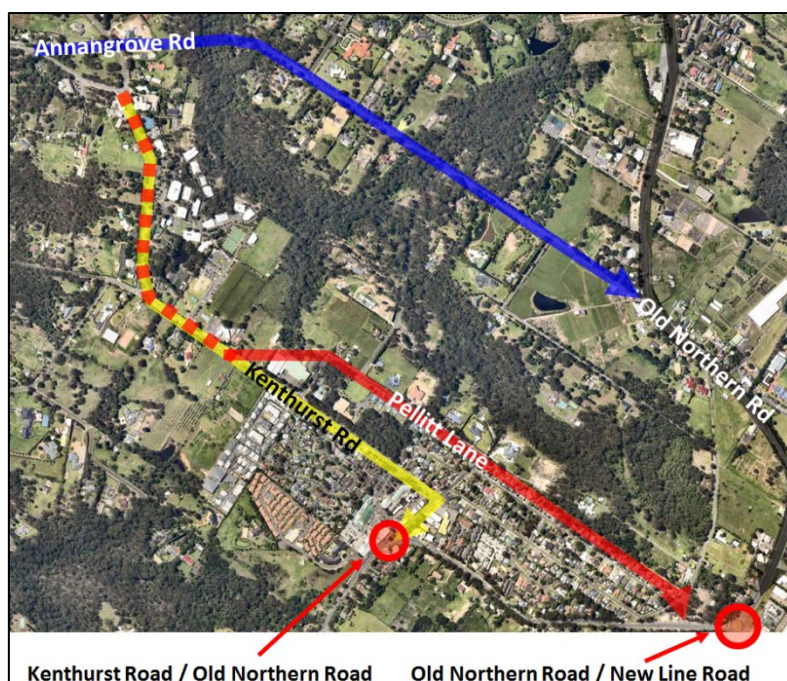 Annangrove Rd
Old Northern Rd
Kenthurst Rd
Pellitt Lane
Kenthurst Road / Old Northern Road
Old Northern Road / New Line Road